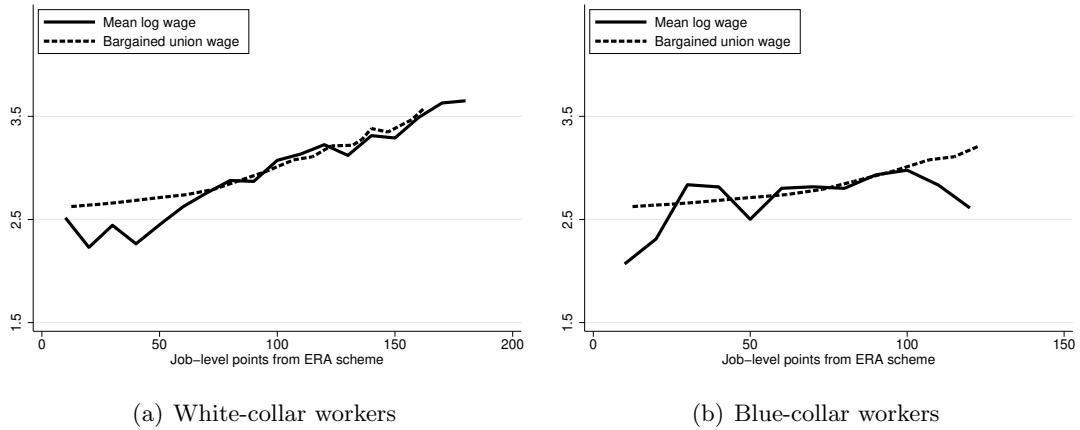 Mean log wage
Bargained union wage
3.5
2.5
1.5
0 50 100 150 200
Job−level points from ERA scheme
(a) White-collar workers
Mean log wage
Bargained union wage
3.5
2.5
1.5
0 50 100 150
Job−level points from ERA scheme
(b) Blue-collar workers